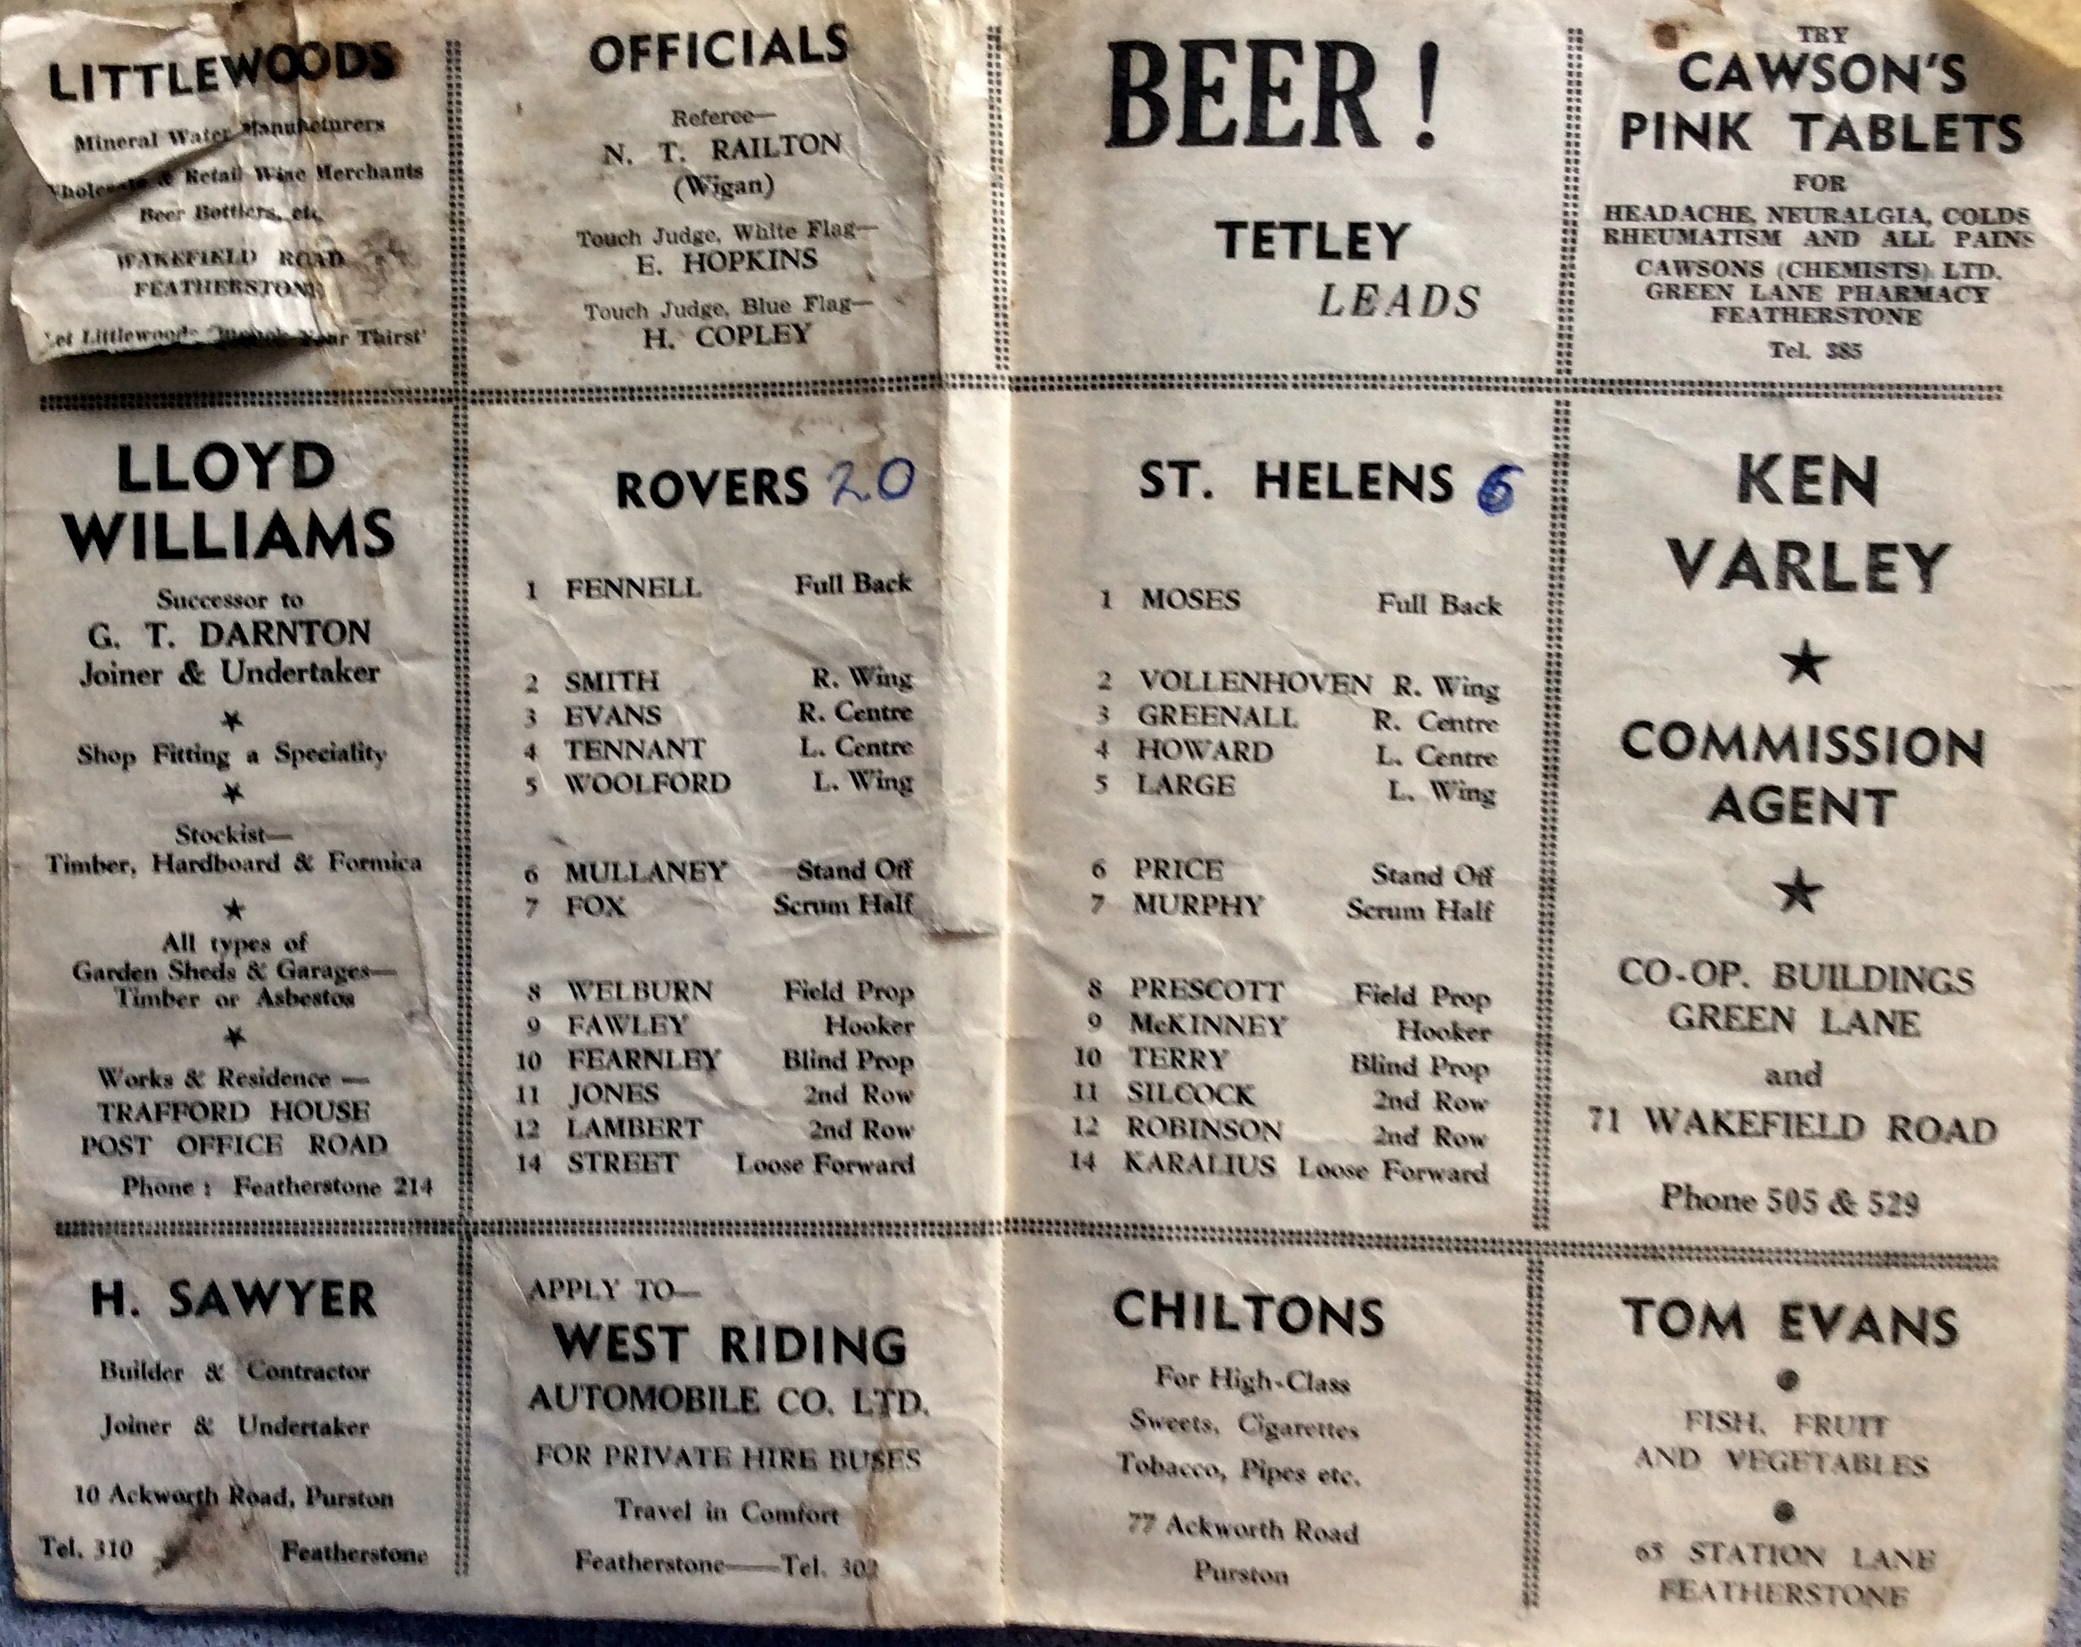 LITTLEWOODS
Mineral Water Manufacturers
Wholesale & Retail Wine Merchants
Beer Bottlers, etc.
WAKEFIELD ROAD
FEATHERSTONE
Let Littlewoods 'Quench Your Thirst'
OFFICIALS
Referee—
N. T. RAILTON
(Wigan)
Touch Judge, White Flag—
E. HOPKINS
Touch Judge, Blue Flag—
H. COPLEY
BEER!
TETLEY
LEADS
TRY
CAWSON'S
PINK TABLETS
FOR
HEADACHE, NEURALGIA, COLDS
RHEUMATISM AND ALL PAINS
CAWSONS (CHEMISTS) LTD.
GREEN LANE PHARMACY
FEATHERSTONE
Tel. 385
LLOYD
WILLIAMS
Successor to
G. T. DARNTON
Joiner & Undertaker
Shop Fitting a Speciality
Stockist—
Timber, Hardboard & Formica
All types of
Garden Sheds & Garages—
Timber or Asbestos
Works & Residence —
TRAFFORD HOUSE
POST OFFICE ROAD
Phone: Featherstone 214
ROVERS 20
1 FENNELL Full Back
2 SMITH R. Wing
3 EVANS R. Centre
4 TENNANT L. Centre
5 WOOLFORD L. Wing
6 MULLANEY Stand Off
7 FOX Scrum Half
8 WELBURN Field Prop
9 FAWLEY Hooker
10 FEARNLEY Blind Prop
11 JONES 2nd Row
12 LAMBERT 2nd Row
14 STREET Loose Forward
ST. HELENS 6
1 MOSES Full Back
2 VOLLENHOVEN R. Wing
3 GREENALL R. Centre
4 HOWARD L. Centre
5 LARGE L. Wing
6 PRICE Stand Off
7 MURPHY Scrum Half
8 PRESCOTT Field Prop
9 McKINNEY Hooker
10 TERRY Blind Prop
11 SILCOCK 2nd Row
12 ROBINSON 2nd Row
14 KARALIUS Loose Forward
KEN
VARLEY
COMMISSION
AGENT
CO-OP. BUILDINGS
GREEN LANE
and
71 WAKEFIELD ROAD
Phone 505 & 529
H. SAWYER
Builder & Contractor
Joiner & Undertaker
10 Ackworth Road, Purston
Tel. 310 Featherstone
APPLY TO—
WEST RIDING
AUTOMOBILE CO. LTD.
FOR PRIVATE HIRE BUSES
Travel in Comfort
Featherstone——Tel. 302
CHILTONS
For High-Class
Sweets, Cigarettes
Tobacco, Pipes etc.
77 Ackworth Road
Purston
TOM EVANS
FISH, FRUIT
AND VEGETABLES
65 STATION LANE
FEATHERSTONE